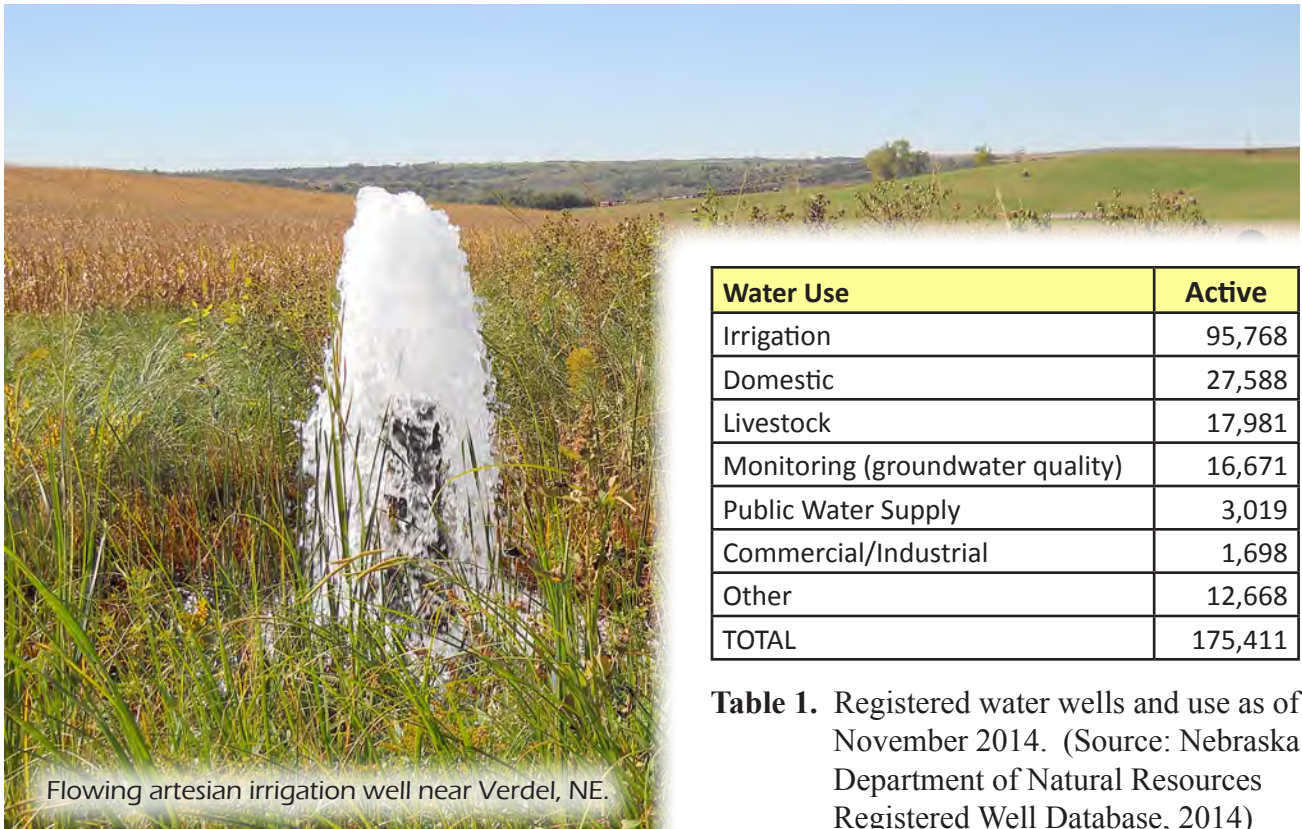 Water Use Active
Irrigation 95,768
Domestic 27,588
Livestock 17,981
Monitoring (groundwater quality) 16,671
Public Water Supply 3,019
Commercial/Industrial 1,698
Other 12,668
TOTAL 175,411
Table 1. Registered water wells and use as of
November 2014. (Source: Nebraska
Department of Natural Resources
Registered Well Database, 2014)
Flowing artesian irrigation well near Verdel, NE.